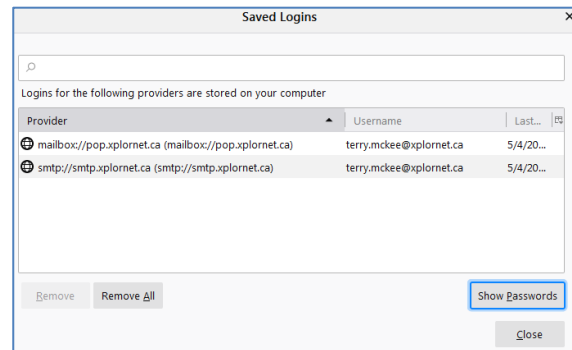 Saved Logins
Logins for the following providers are stored on your computer
Provider Username Last...
mailbox://pop.xplornet.ca (mailbox://pop.xplornet.ca) terry.mckee@xplornet.ca 5/4/20...
smtp://smtp.xplornet.ca (smtp://smtp.xplornet.ca) terry.mckee@xplornet.ca 5/4/20...
Remove Remove All Show Passwords
Close